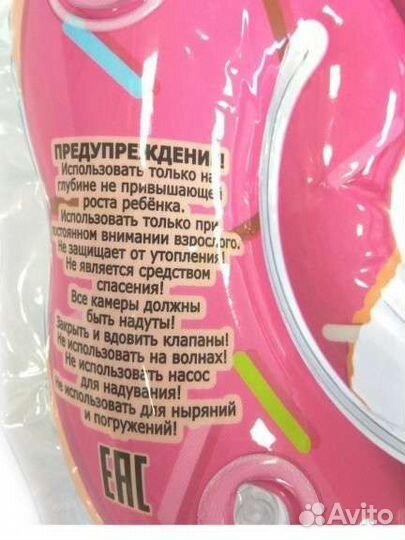 ПРЕДУПРЕЖДЕНИЕ!
Использовать только на
глубине не привышающей
роста ребёнка.
Использовать только при
постоянном внимании взрослого.
Не защищает от утопления!
Не является средством
спасения!
Все камеры должны
быть надуты!
Закрыть и вдовить клапаны!
Не использовать на волнах!
Не использовать насос
для надувания!
Не использовать для ныряний
и погружений!
EAC
Avito